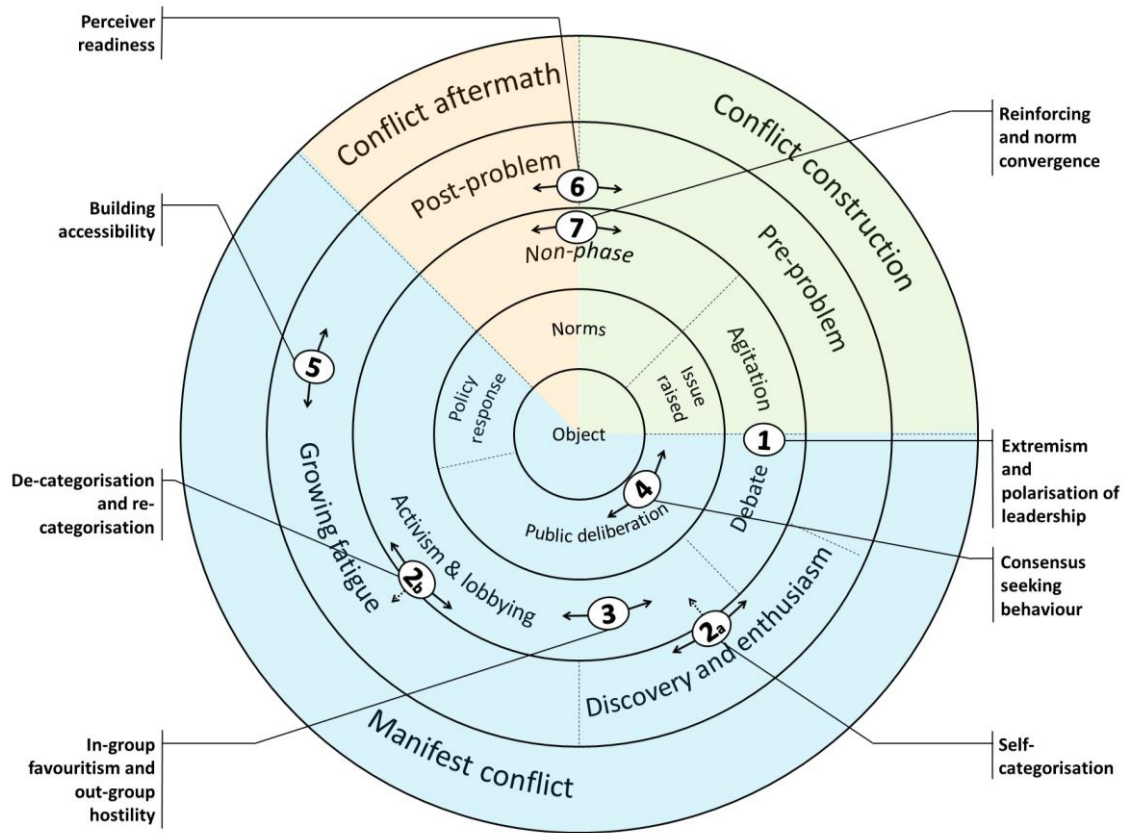 Perceiver
readiness
Conflict aftermath
Conflict construction
Reinforcing
and norm
convergence
Post-problem
6
7
Non-phase
Pre-problem
Building
accessibility
Norms
Agitation
Issue
raised
Policy
response
5
Object
1
Extremism
and
polarisation of
leadership
De-categorisation
and re-
categorisation
Growing fatigue
4
Debate
Public deliberation
Activism & lobbying
2b
3
2a
Consensus
seeking
behaviour
Discovery and enthusiasm
Manifest conflict
In-group
favouritism and
out-group
hostility
Self-
categorisation